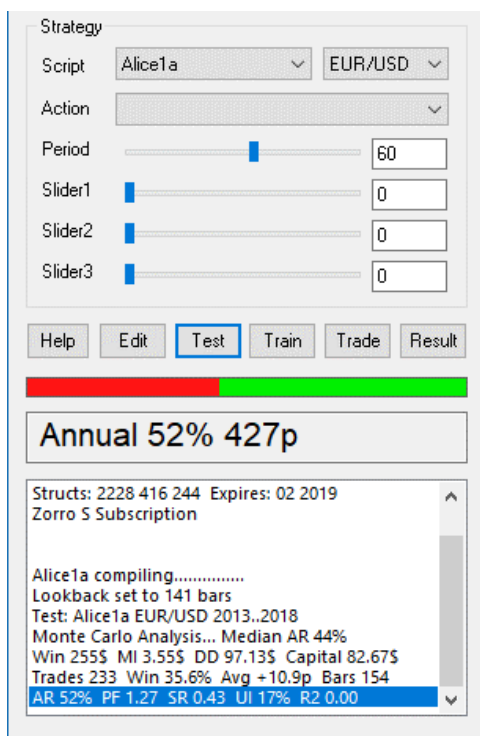 Strategy
Script Alice1a EUR/USD
Action
Period 60
Slider1 0
Slider2 0
Slider3 0
Help Edit Test Train Trade Result
Annual 52% 427p
Structs: 2228 416 244 Expires: 02 2019
Zorro S Subscription
Alice1a compiling...............
Lookback set to 141 bars
Test: Alice1a EUR/USD 2013..2018
Monte Carlo Analysis... Median AR 44%
Win 255$ MI 3.55$ DD 97.13$ Capital 82.67$
Trades 233 Win 35.6% Avg +10.9p Bars 154
AR 52% PF 1.27 SR 0.43 UI 17% R2 0.00